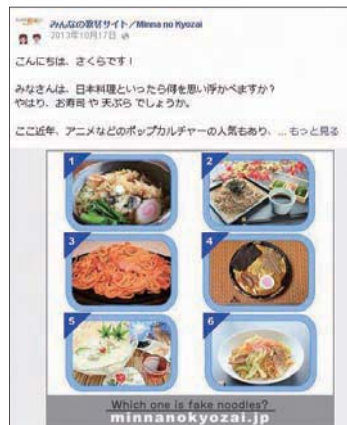 みんなの教材サイト／Minna no Kyozai
2013年10月17日
こんにちは、さくらです！
みなさんは、日本料理といったら何を思い浮かべますか？
やはり、お寿司 や 天ぷら でしょうか。
ここ近年、アニメなどのポップカルチャーの人気もあり、... もっと見る
1
2
3
4
5
6
Which one is fake noodles?
minnanokyozai.jp